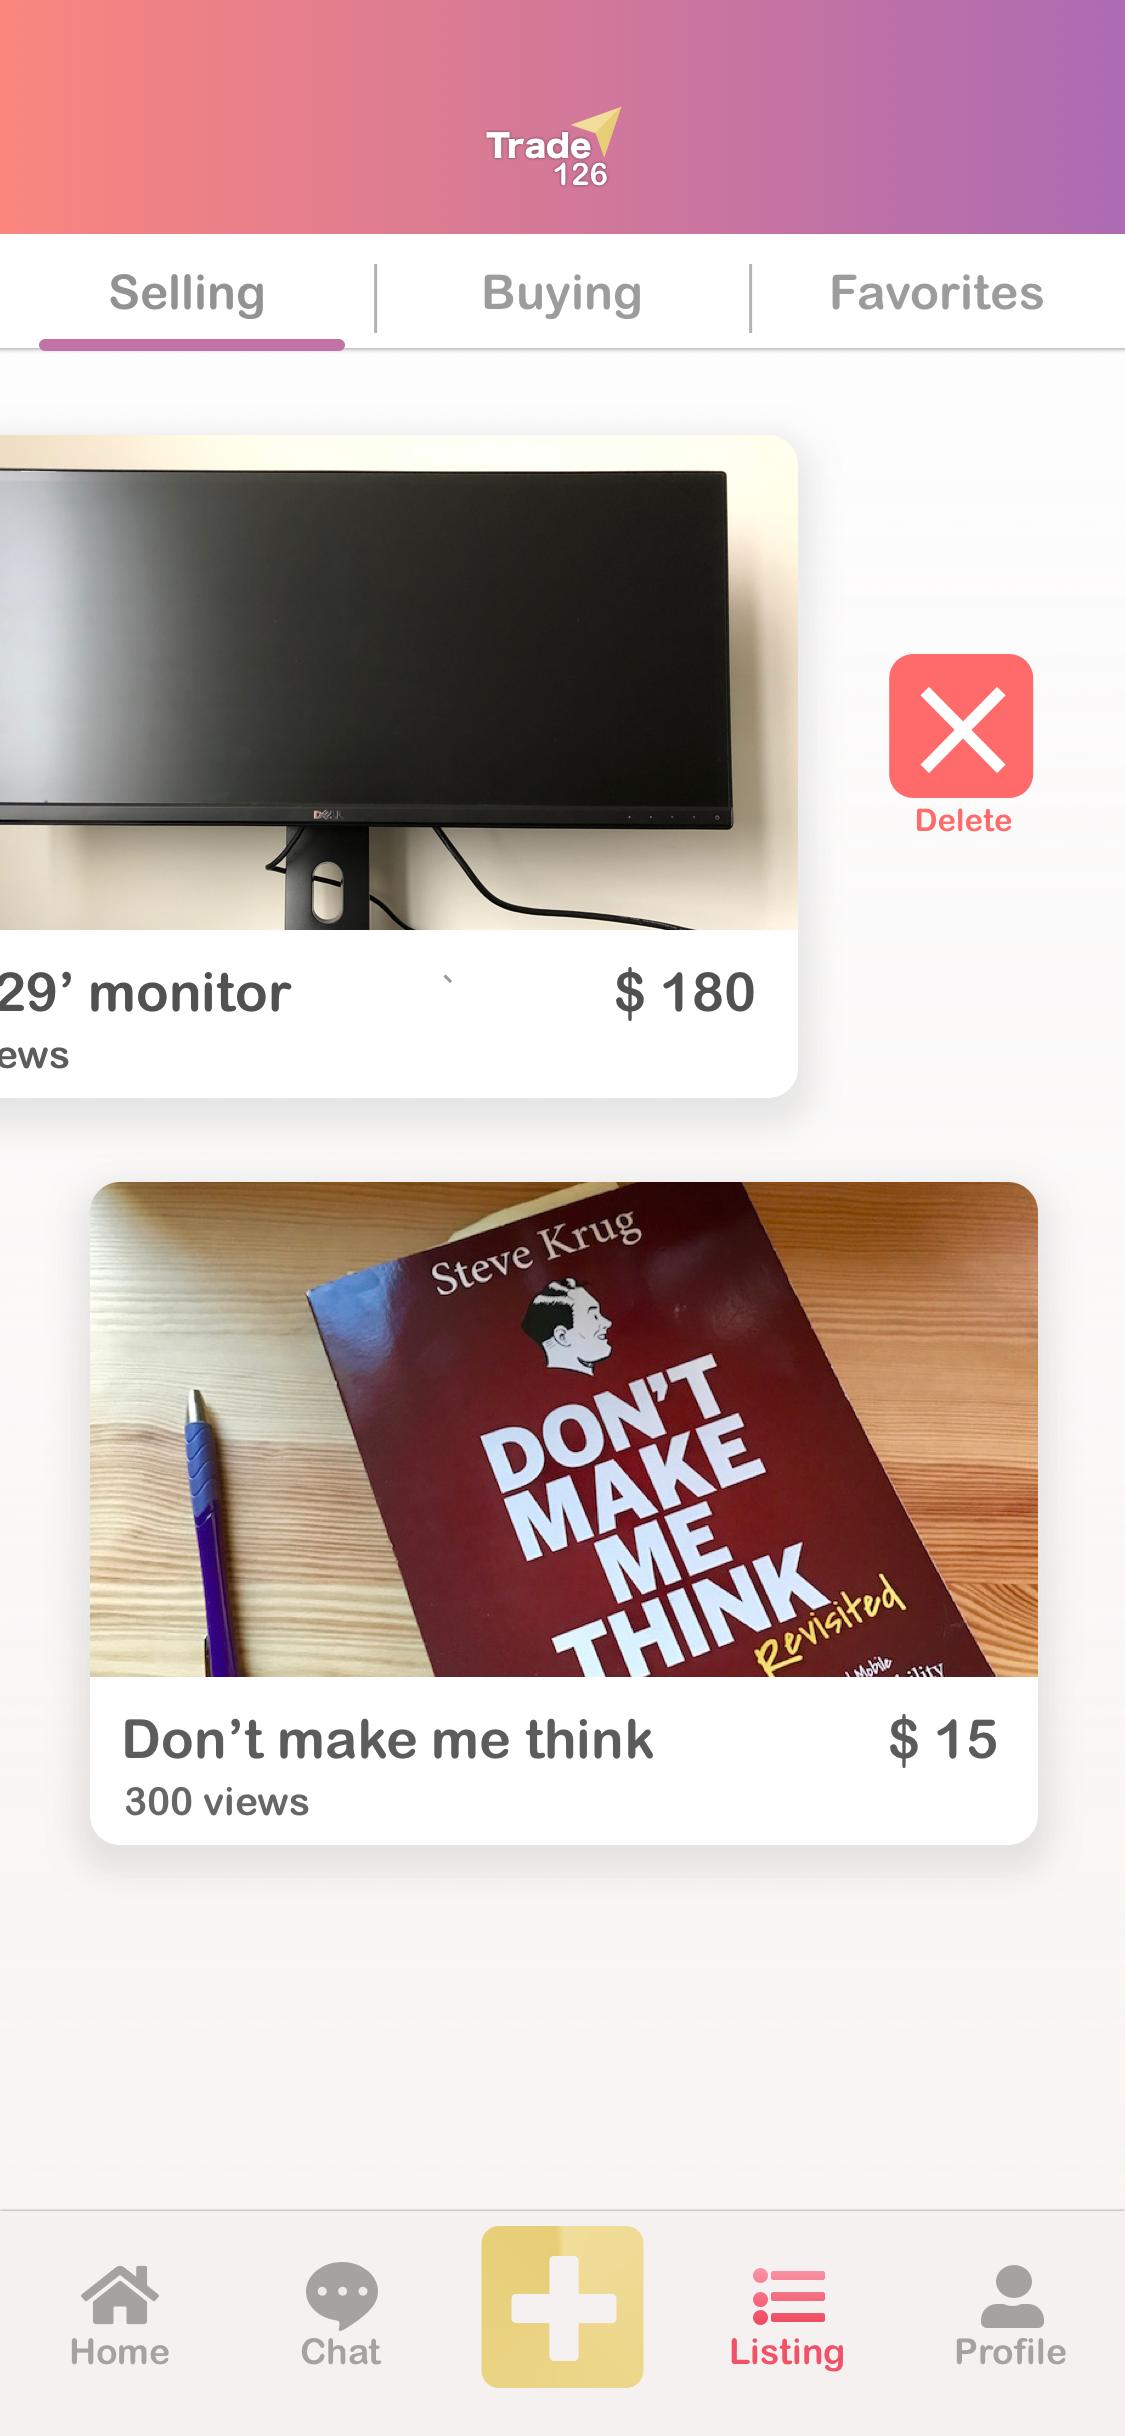 Trade
126
Selling
Buying
Favorites
DELL
Delete
29’ monitor
$ 180
ews
Steve Krug
DON'T
MAKE
ME
THINK
Revisited
Mobile
Don’t make me think
$ 15
300 views
Home
Chat
Listing
Profile